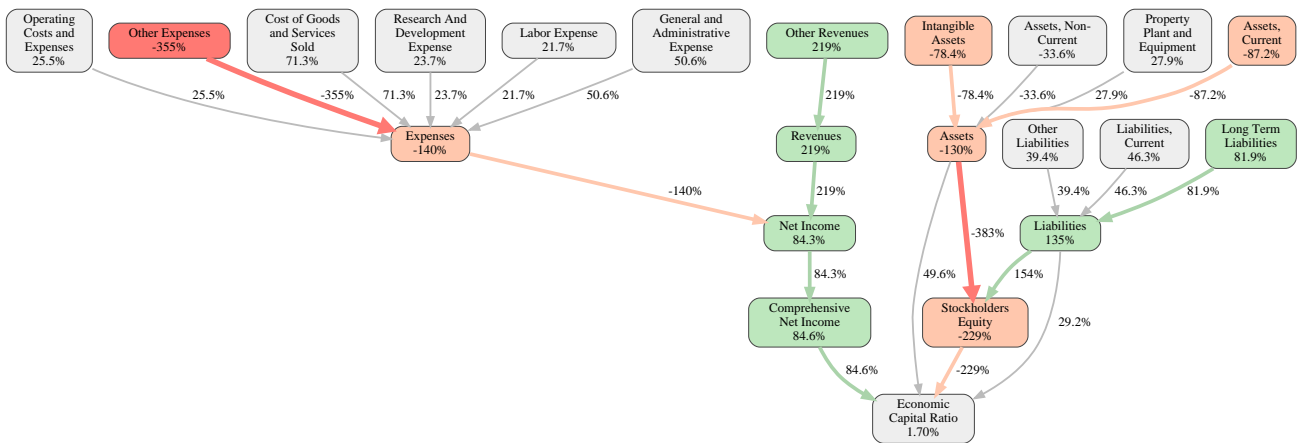 Operating
Costs and
Expenses
25.5%
Other Expenses
-355%
Cost of Goods
and Services
Sold
71.3%
Research And
Development
Expense
23.7%
Labor Expense
21.7%
General and
Administrative
Expense
50.6%
Other Revenues
219%
Intangible
Assets
-78.4%
Assets, Non-
Current
-33.6%
Property
Plant and
Equipment
27.9%
Assets,
Current
-87.2%
25.5%
-355%
71.3%
23.7%
21.7%
50.6%
219%
-78.4%
-33.6%
27.9%
-87.2%
Expenses
-140%
Revenues
219%
Assets
-130%
Other
Liabilities
39.4%
Liabilities,
Current
46.3%
Long Term
Liabilities
81.9%
-140%
219%
39.4%
46.3%
81.9%
Net Income
84.3%
-383%
Liabilities
135%
84.3%
49.6%
154%
Comprehensive
Net Income
84.6%
Stockholders
Equity
-229%
29.2%
84.6%
-229%
Economic
Capital Ratio
1.70%